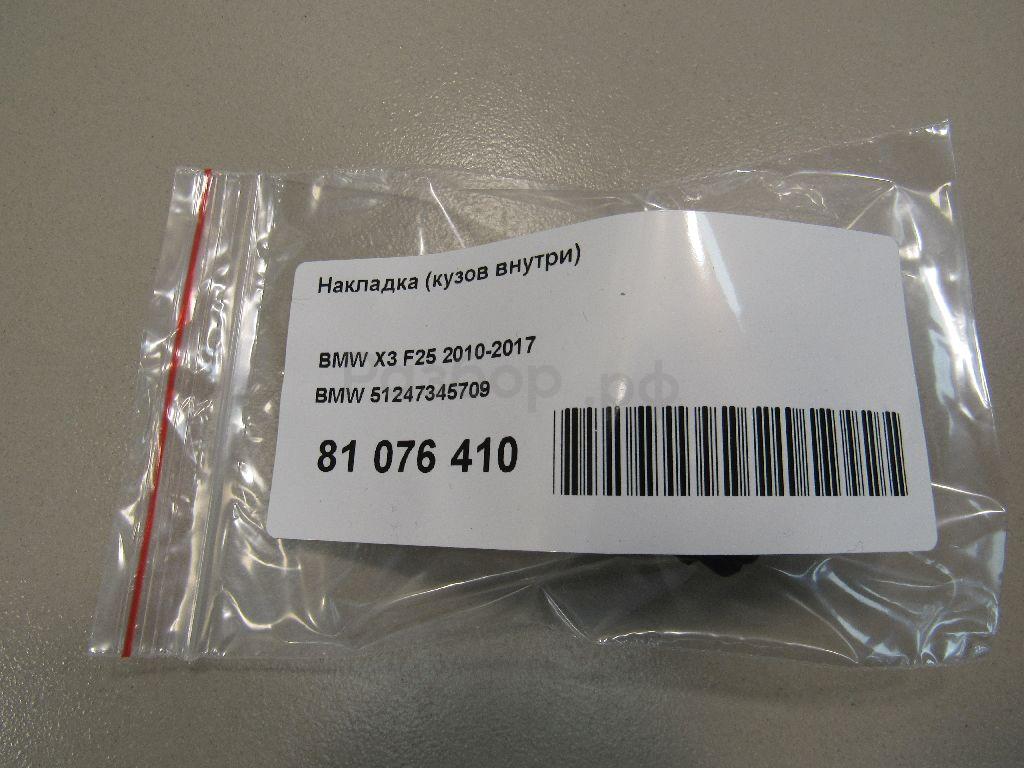 Накладка (кузов внутри)
BMW X3 F25 2010-2017
BMW 51247345709
81 076 410